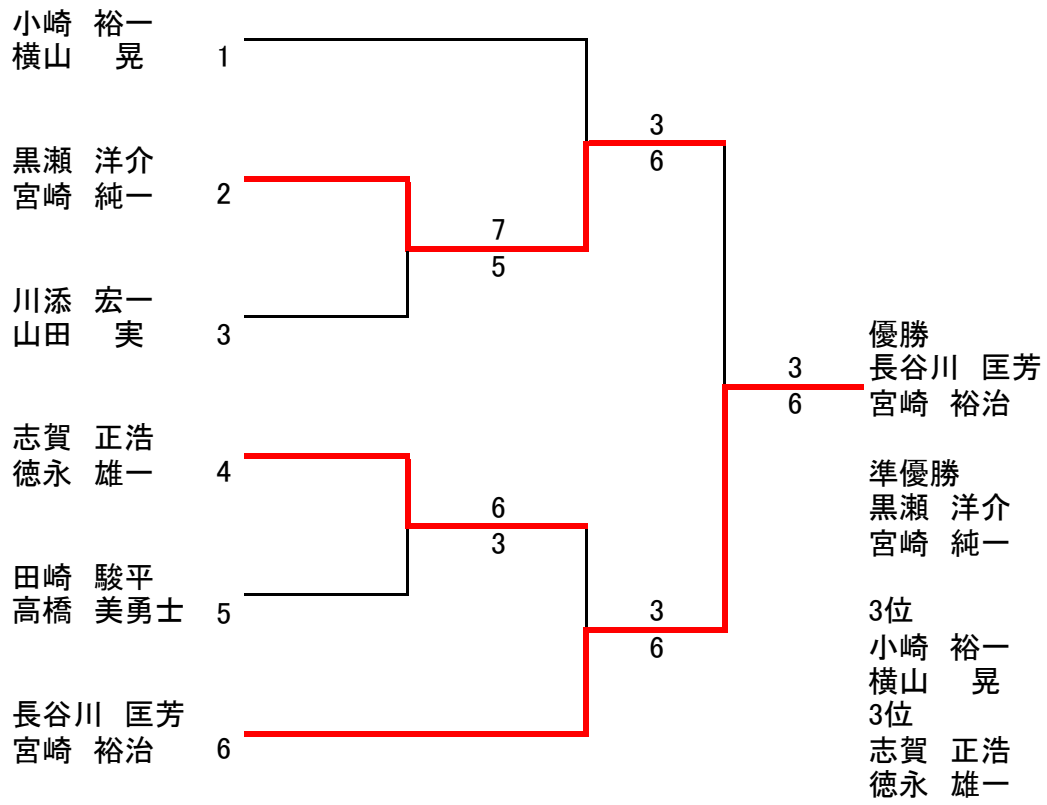 小崎 裕一
横山 晃 1
黒瀬 洋介
宮崎 純一 2
川添 宏一
山田 実 3
志賀 正浩
徳永 雄一 4
田崎 駿平
高橋 美勇士 5
長谷川 匡芳
宮崎 裕治 6
7
5
6
3
3
6
3
6
3
6
優勝
長谷川 匡芳
宮崎 裕治
準優勝
黒瀬 洋介
宮崎 純一
3位
小崎 裕一
横山 晃
3位
志賀 正浩
徳永 雄一